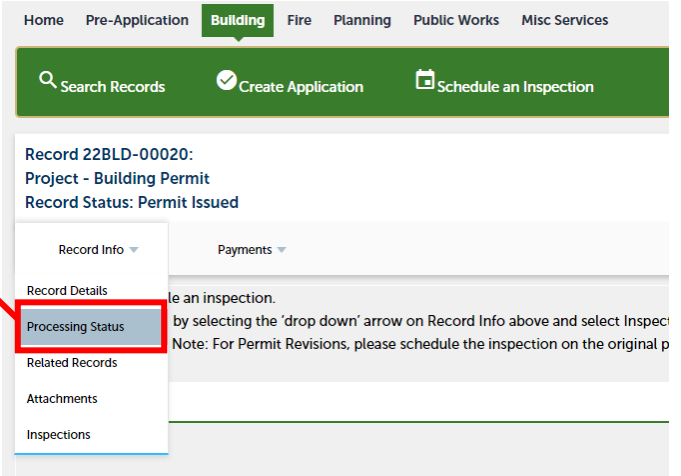 Home Pre-Application Building Fire Planning Public Works Misc Services
Search Records Create Application Schedule an Inspection
Record 22BLD-00020:
Project - Building Permit
Record Status: Permit Issued
Record Info Payments
Record Details
le an inspection.
Processing Status
by selecting the ‘drop down’ arrow on Record Info above and select Inspec
Note: For Permit Revisions, please schedule the inspection on the original p
Related Records
Attachments
Inspections